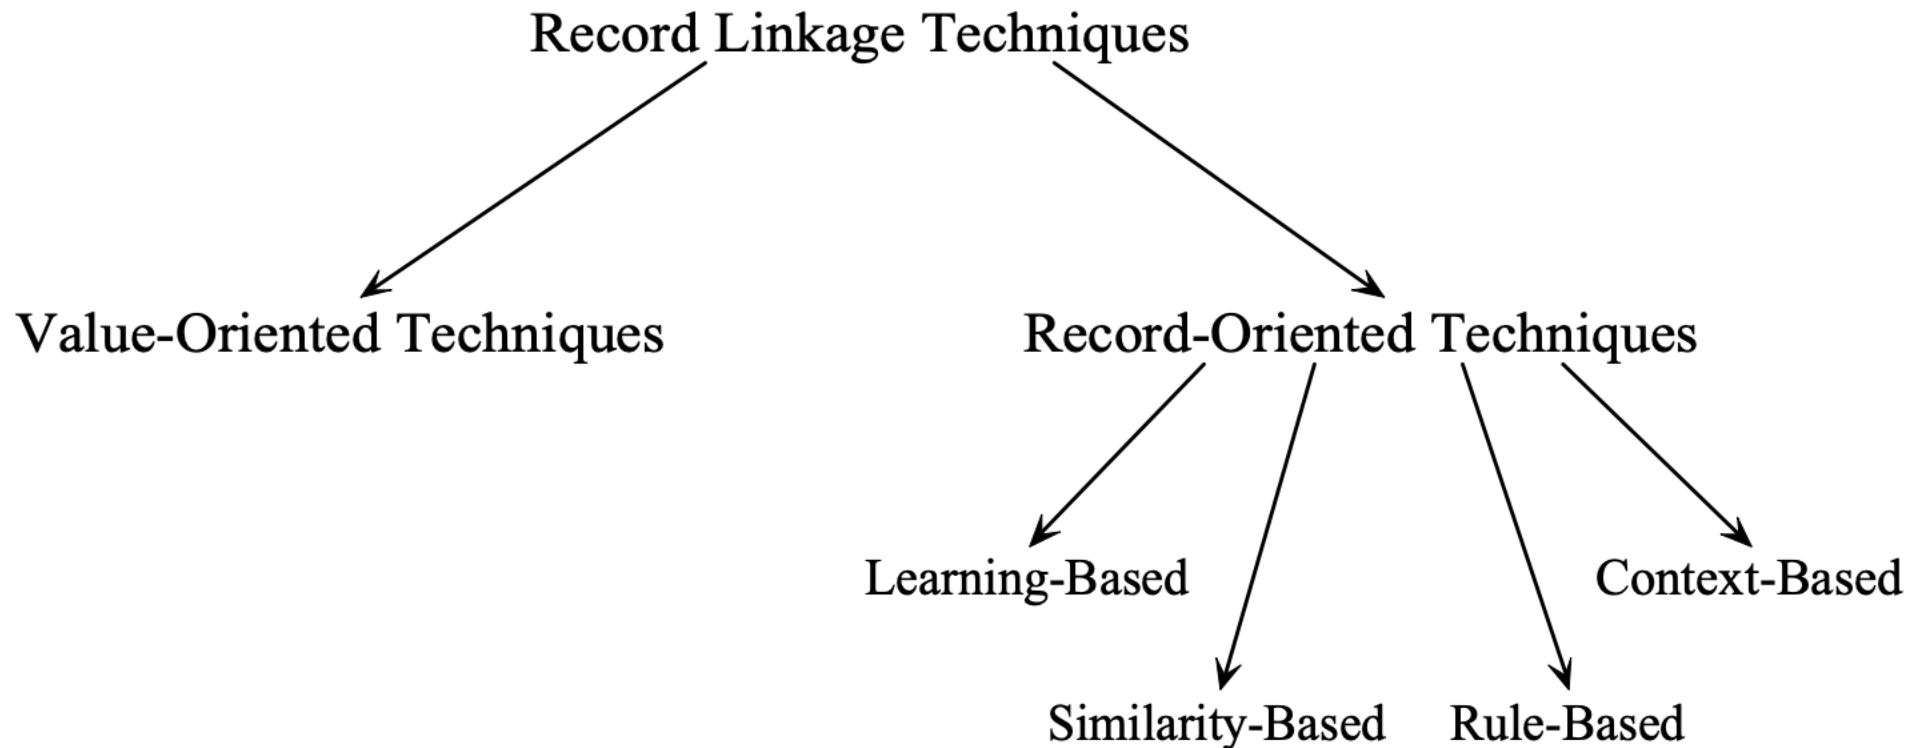 Record Linkage Techniques
Value-Oriented Techniques
Record-Oriented Techniques
Learning-Based
Context-Based
Similarity-Based
Rule-Based